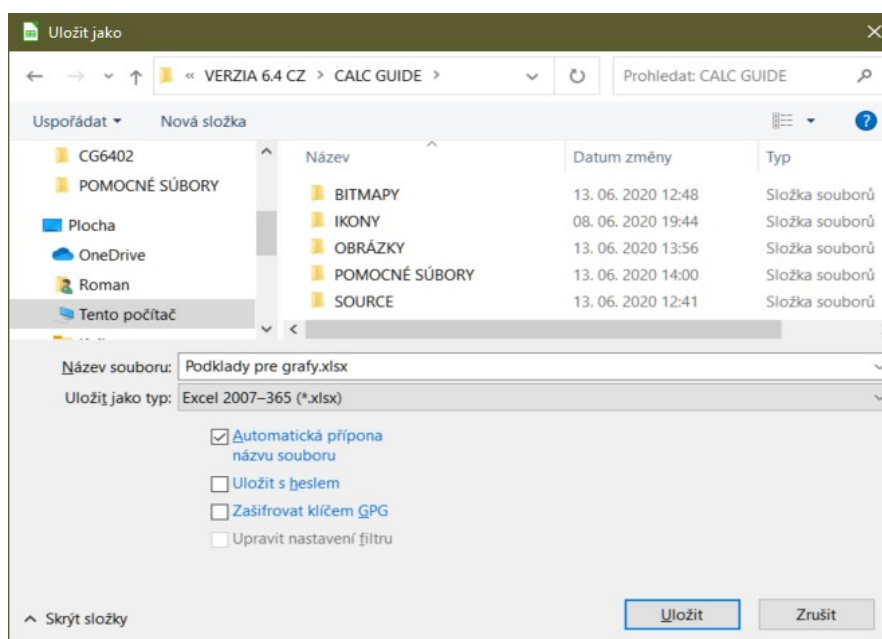 Uložit jako
« VERZIA 6.4 CZ > CALC GUIDE >
Prohledat: CALC GUIDE
Uspořádat
Nová složka
CG6402
POMOCNÉ SÚBORY
Plocha
OneDrive
Roman
Tento počítač
Název Datum změny Typ
BITMAPY 13. 06. 2020 12:48 Složka souborů
IKONY 08. 06. 2020 19:44 Složka souborů
OBRÁZKY 13. 06. 2020 13:56 Složka souborů
POMOCNÉ SÚBORY 13. 06. 2020 14:00 Složka souborů
SOURCE 13. 06. 2020 12:41 Složka souborů
Název souboru: Podklady pre grafy.xlsx
Uložit jako typ: Excel 2007–365 (*.xlsx)
Automatická přípona
názvu souboru
Uložit s heslem
Zašifrovat klíčem GPG
Upravit nastavení filtru
Skrýt složky
Uložit
Zrušit